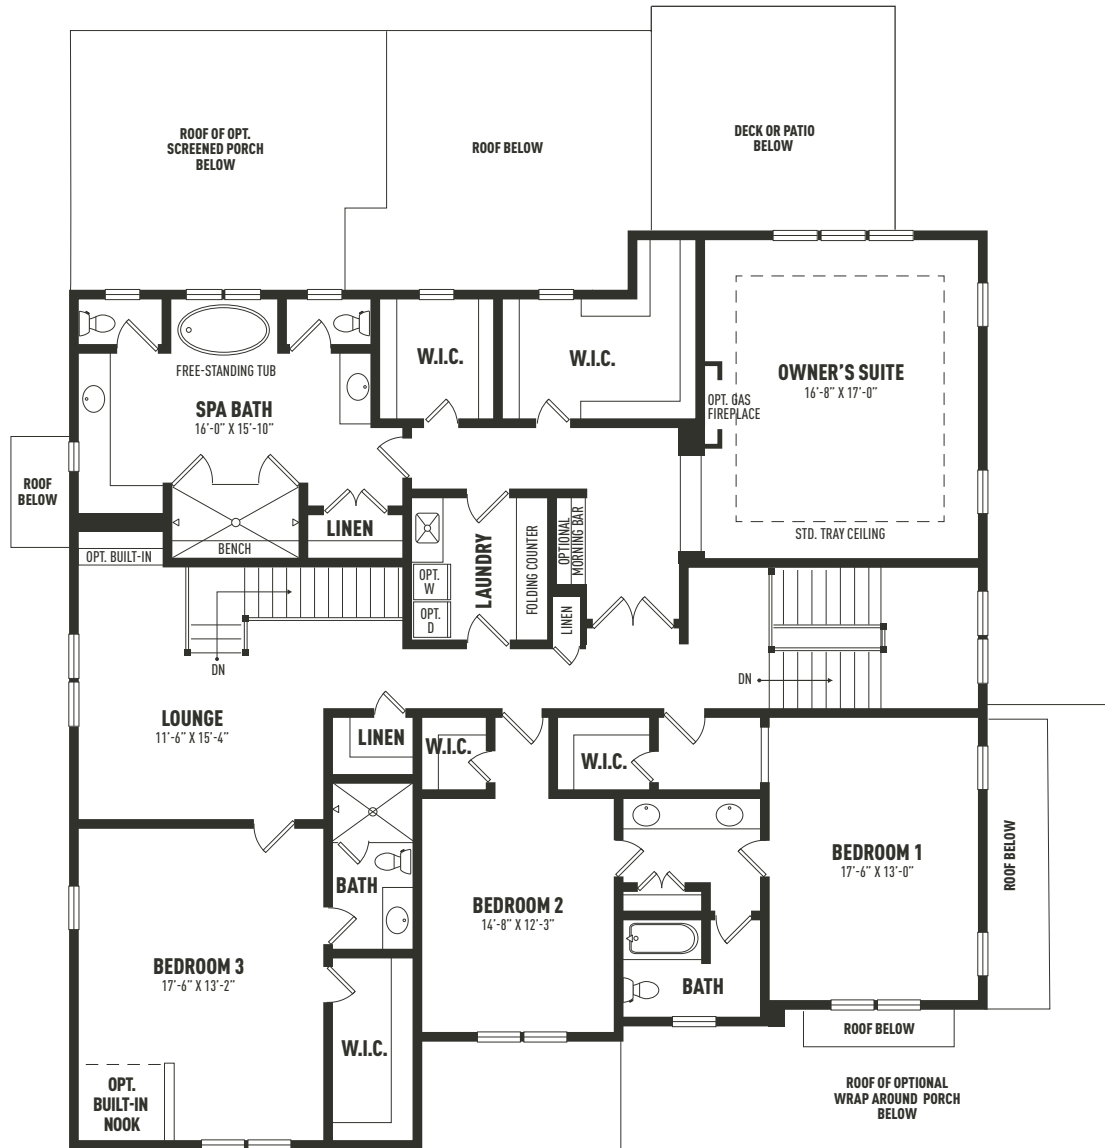 ROOF OF OPT.
SCREENED PORCH
BELOW
ROOF BELOW
DECK OR PATIO
BELOW
FREE-STANDING TUB
SPA BATH
16'-0" X 15'-10"
W.I.C.
W.I.C.
OPT. GAS
FIREPLACE
OWNER'S SUITE
16'-8" X 17'-0"
STD. TRAY CEILING
ROOF
BELOW
OPT. BUILT-IN
BENCH
LINEN
OPT.
W
OPT.
D
LAUNDRY
FOLDING COUNTER
OPTIONAL
MORNING BAR
LINEN
DN
DN
LOUNGE
11'-6" X 15'-4"
LINEN
W.I.C.
W.I.C.
BATH
BEDROOM 2
14'-8" X 12'-3"
BEDROOM 1
17'-6" X 13'-0"
ROOF BELOW
BEDROOM 3
17'-6" X 13'-2"
BATH
W.I.C.
OPT.
BUILT-IN
NOOK
ROOF BELOW
ROOF OF OPTIONAL
WRAP AROUND PORCH
BELOW